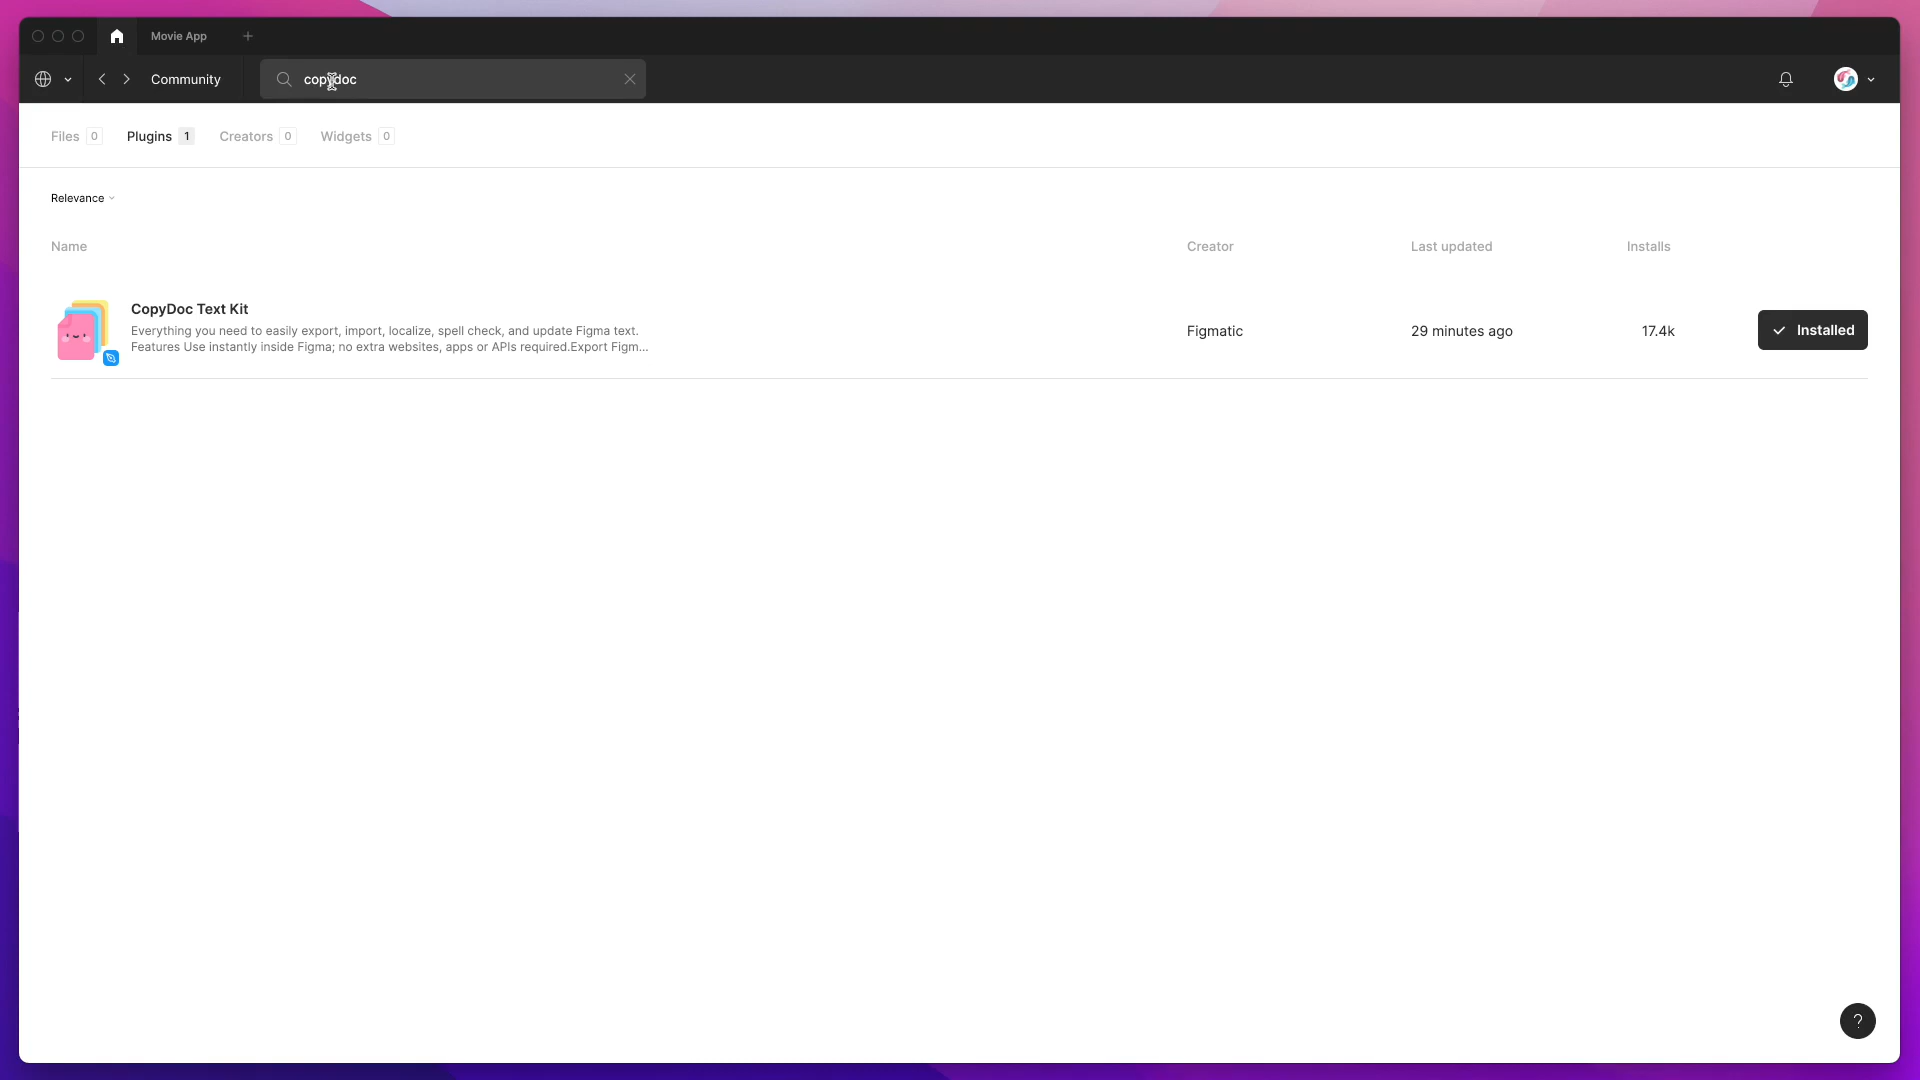 Movie App
Community
copydoc
Files 0 Plugins 1 Creators 0 Widgets 0
Relevance
Name Creator Last updated Installs
CopyDoc Text Kit
Everything you need to easily export, import, localize, spell check, and update Figma text.
Features Use instantly inside Figma; no extra websites, apps or APIs required.Export Figm...
Figmatic 29 minutes ago 17.4k Installed
?